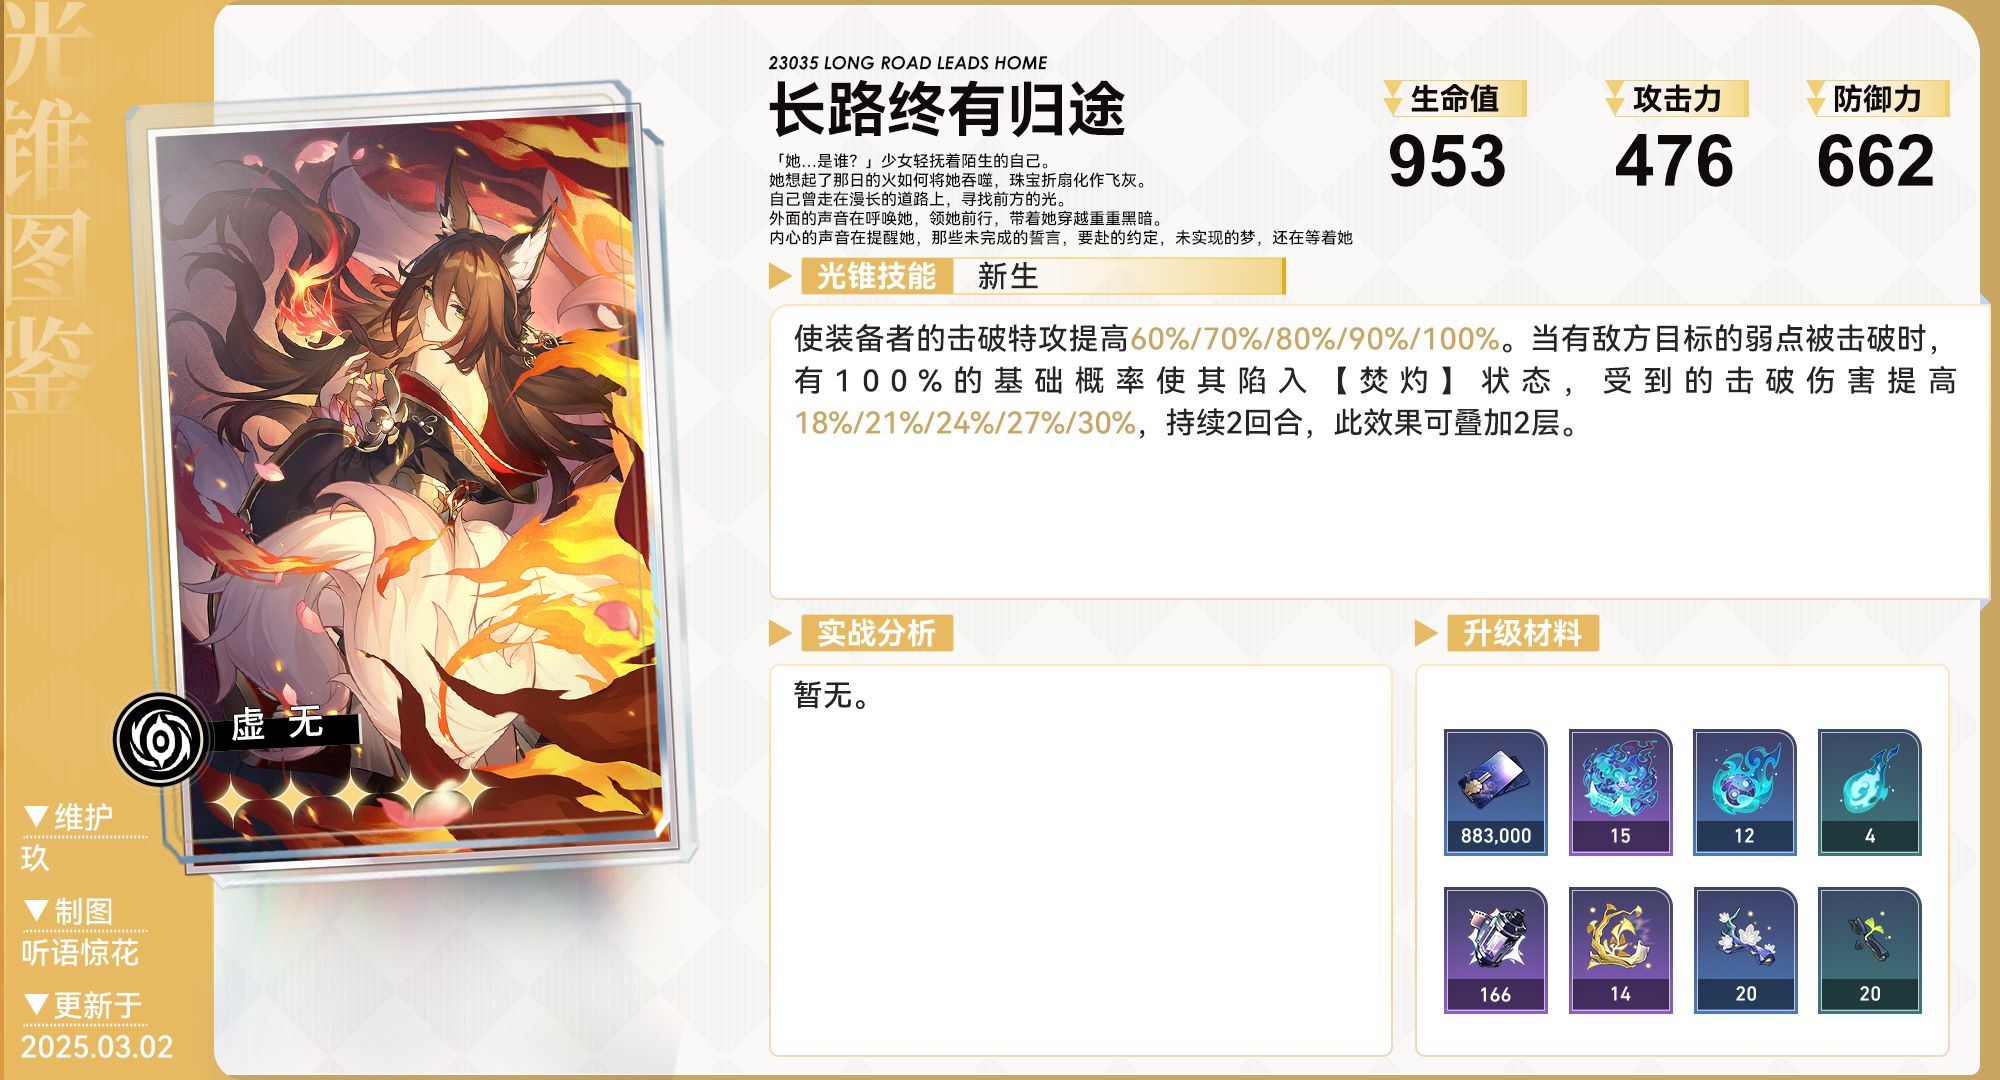 光锥图鉴
23035 LONG ROAD LEADS HOME
长路终有归途
「她...是谁？」少女轻抚着陌生的自己。
她想起了那日的火如何将她吞噬，珠宝折扇化作飞灰。
自己曾走在漫长的道路上，寻找前方的光。
外面的声音在呼唤她，领她前行，带着她穿越重重黑暗。
内心的声音在提醒她，那些未完成的誓言，要赴的约定，未实现的梦，还在等着她
生命值
953
攻击力
476
防御力
662
光锥技能 新生
使装备者的击破特攻提高60%/70%/80%/90%/100%。当有敌方目标的弱点被击破时，
有100%的基础概率使其陷入【焚灼】状态，受到的击破伤害提高
18%/21%/24%/27%/30%，持续2回合，此效果可叠加2层。
实战分析
暂无。
升级材料
883,000
15
12
4
166
14
20
20
虚无
▼维护
玖
▼制图
听语惊花
▼更新于
2025.03.02